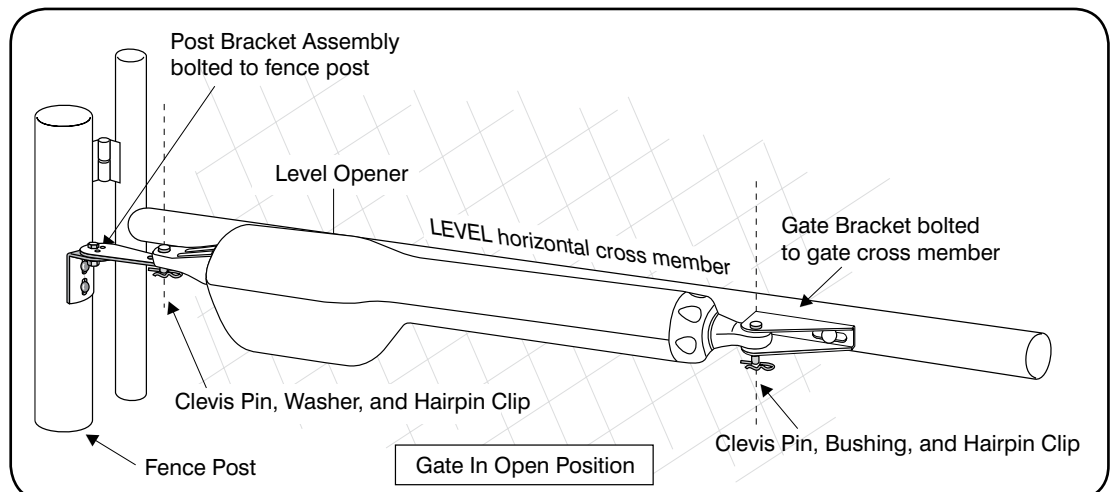 Post Bracket Assembly
bolted to fence post
Level Opener
LEVEL horizontal cross member
Gate Bracket bolted
to gate cross member
Clevis Pin, Washer, and Hairpin Clip
Clevis Pin, Bushing, and Hairpin Clip
Fence Post
Gate In Open Position